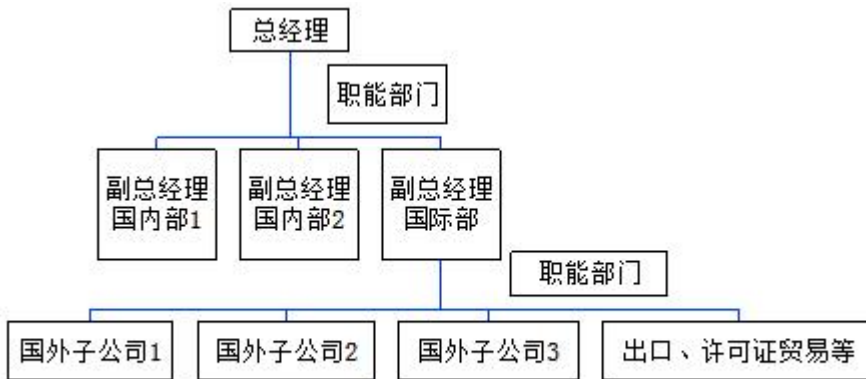 总经理
职能部门
副总经理
国内部1
副总经理
国内部2
副总经理
国际部
职能部门
国外子公司1
国外子公司2
国外子公司3
出口、许可证贸易等